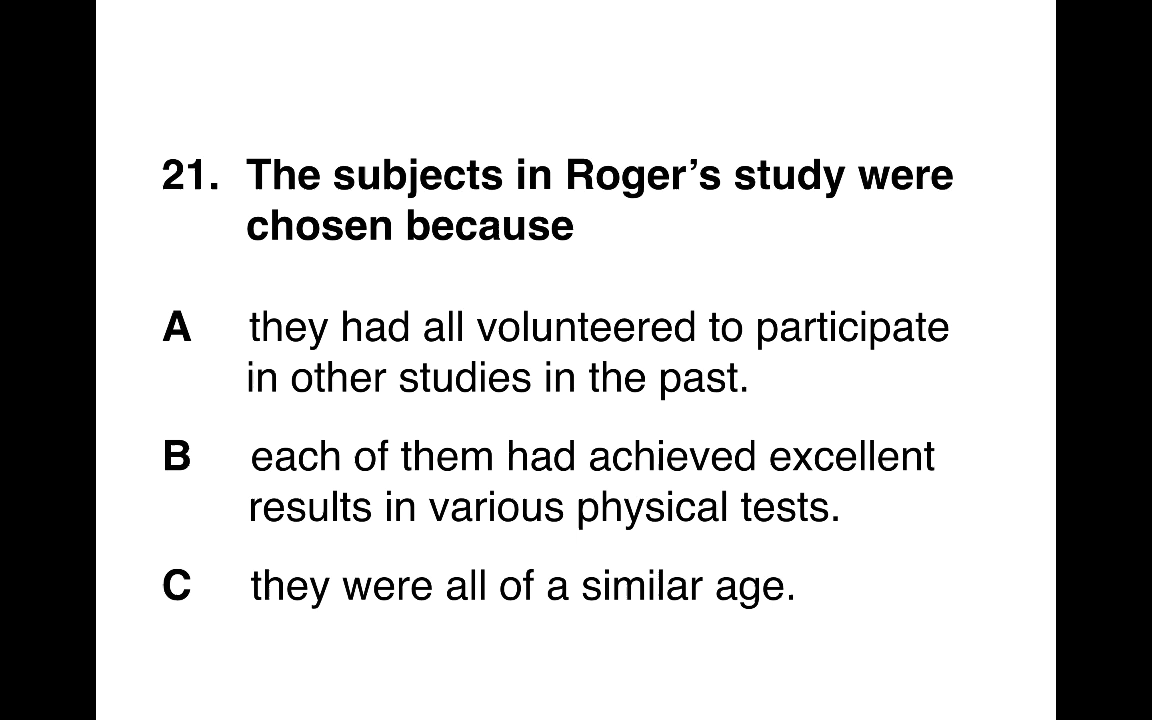 21. The subjects in Roger’s study were
chosen because
A they had all volunteered to participate
in other studies in the past.
B each of them had achieved excellent
results in various physical tests.
C they were all of a similar age.